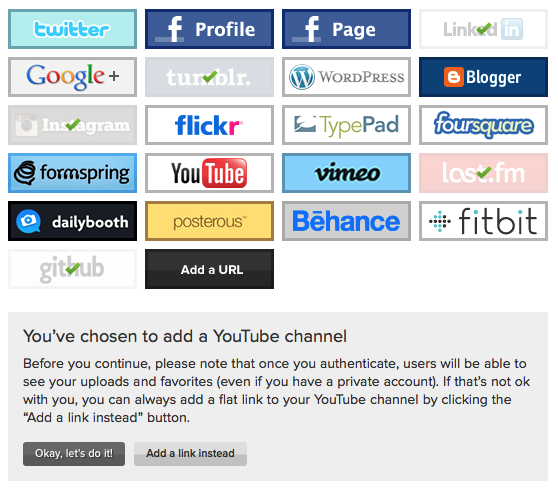 twitter
f Profile
f Page
Linked in
Google+
tumblr.
WORDPRESS
Blogger
Instagram
flickr
TypePad
foursquare
formspring
YouTube
vimeo
last.fm
dailybooth
posterous™
Bēhance
fitbit
github
Add a URL
You’ve chosen to add a YouTube channel
Before you continue, please note that once you authenticate, users will be able to
see your uploads and favorites (even if you have a private account). If that's not ok
with you, you can always add a flat link to your YouTube channel by clicking the
“Add a link instead” button.
Okay, let's do it!
Add a link instead